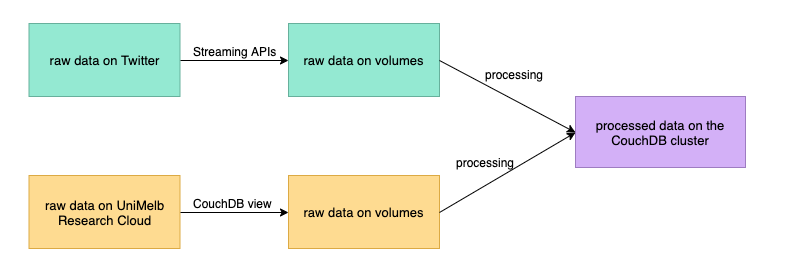 raw data on Twitter
Streaming APIs
raw data on volumes
processing
processed data on the
CouchDB cluster
raw data on UniMelb
Research Cloud
CouchDB view
raw data on volumes
processing